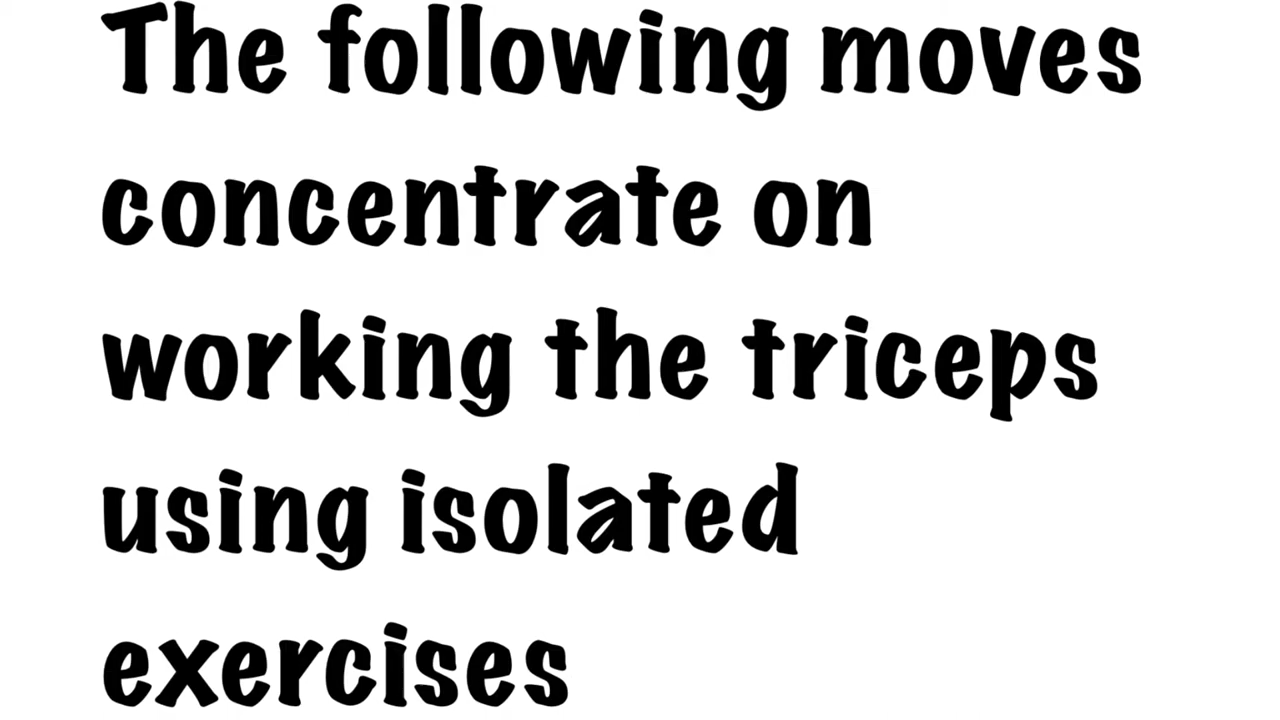 The following moves
concentrate on
working the triceps
using isolated
exercises